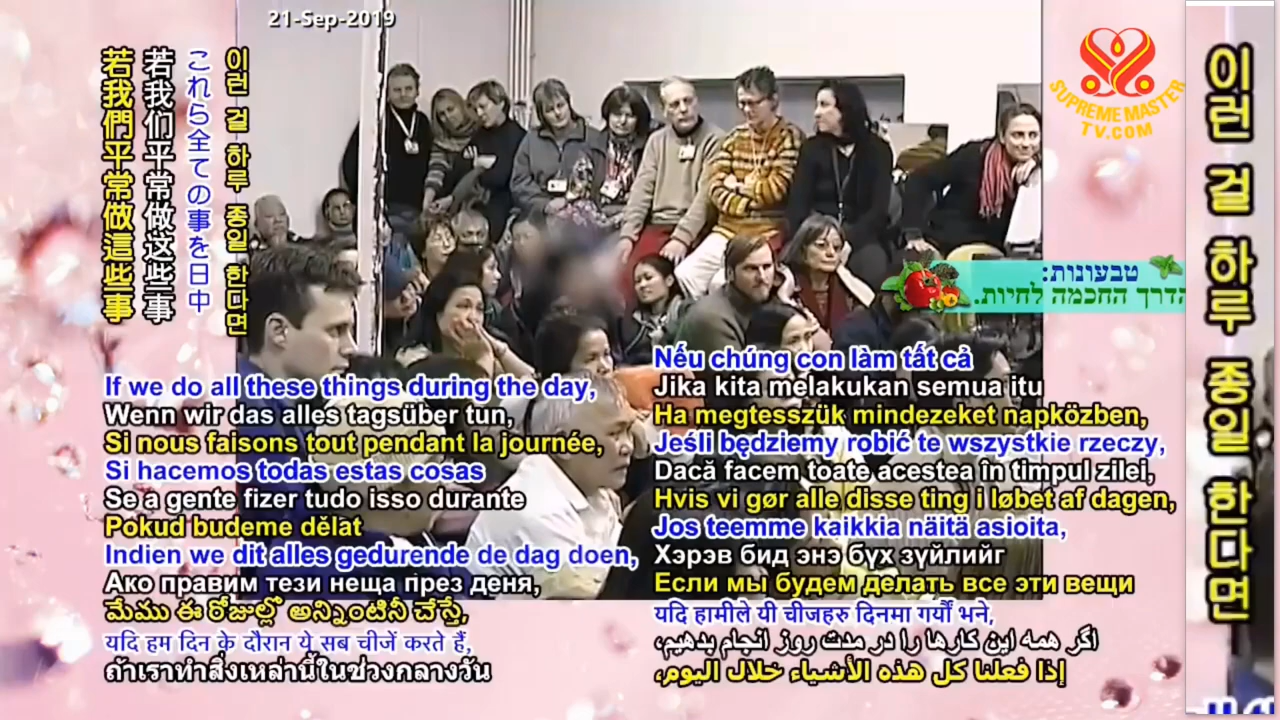 21-Sep-2019
SUPREME MASTER
TV.COM
若我們平常做這些事
若我们平常做这些事
これら全ての事を日中
이런 걸 하루 종일 한다면
이런 걸 하루 종일 한다면
טבעונות:
הדרך החכמה לחיות.
If we do all these things during the day,
Wenn wir das alles tagsüber tun,
Si nous faisons tout pendant la journée,
Si hacemos todas estas cosas
Se a gente fizer tudo isso durante
Pokud budeme dělat
Indien we dit alles gedurende de dag doen,
Ако правим тези неща през деня,
మేము ఈ రోజుల్లో అన్నింటినీ చేస్తే,
यदि हम दिन के दौरान ये सब चीजें करते हैं,
ถ้าเราทำสิ่งเหล่านี้ในช่วงกลางวัน
Nếu chúng con làm tất cả
Jika kita melakukan semua itu
Ha megtesszük mindezeket napközben,
Jeśli będziemy robić te wszystkie rzeczy,
Dacă facem toate acestea în timpul zilei,
Hvis vi gør alle disse ting i løbet af dagen,
Jos teemme kaikkia näitä asioita,
Хэрэв бид энэ бүх зүйлийг
Если мы будем делать все эти вещи
यदि हामीले यी चीजहरु दिनमा गर्यौं भने,
اگر همه این کارها را در مدت روز انجام بدهیم،
إذا فعلنا كل هذه الأشياء خلال اليوم،